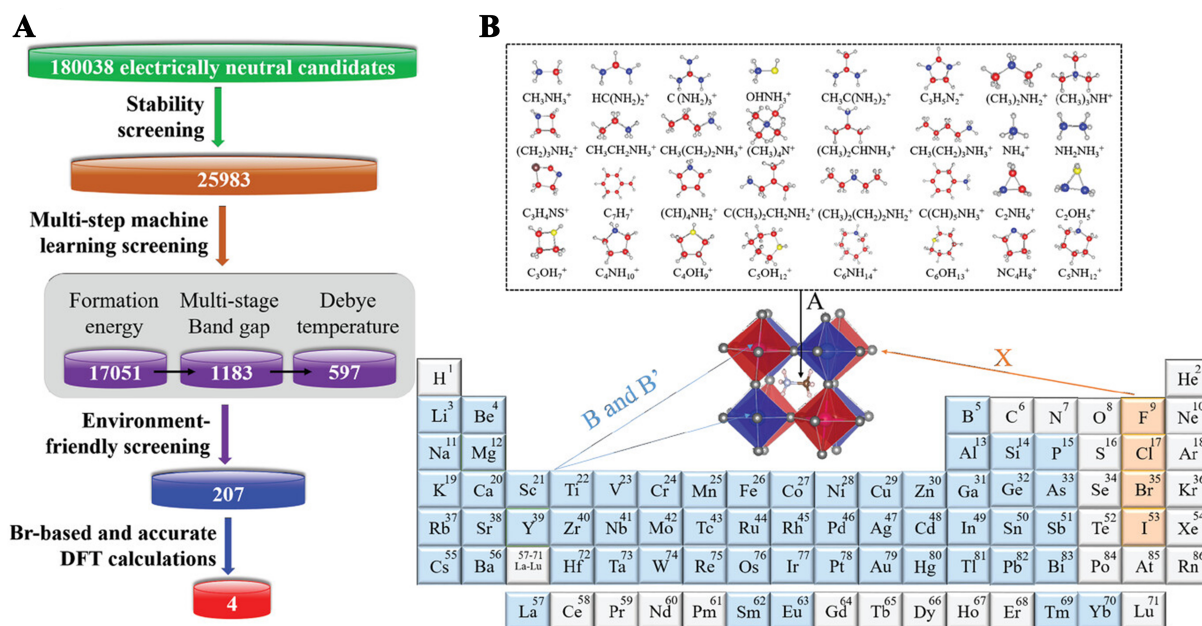 A
180038 electrically neutral candidates
Stability
screening
25983
Multi-step machine
learning screening
Formation
energy
Multi-stage
Band gap
Debye
temperature
17051
1183
597
Environment-
friendly screening
207
Br-based and accurate
DFT calculations
4
B
CH₃NH₃⁺ HC(NH₂)₂⁺ C(NH₂)₃⁺ OHNH₃⁺ CH₃C(NH₂)₂⁺ C₃H₅N₂⁻ (CH₃)₂NH₂⁺ (CH₃)₃NH⁺
(CH₂)₃NH₂⁺ CH₃CH₂NH₃⁺ CH₃(CH₂)₂NH₃⁺ (CH₃)₄N⁺ (CH₃)₂CHNH₃⁺ CH₃(CH₂)₃NH₃⁺ NH₄⁺ NH2NH₃⁺
C₃H₄NS⁺ C₇H₇⁺ (CH)₄NH₂⁺ C(CH₃)₂CH₂NH₂⁺ (CH₃)₂(CH₂)₂NH₂⁺ C(CH)₅NH₃⁺ C₂NH₆⁺ C₂OH₅⁺
C₃OH₇⁺ C₄NH₁₀⁺ C₄OH₉⁺ C₅OH₁₂⁺ C₆NH₁₄⁺ C₆OH₁₃⁺ NC₄H₈⁺ C₅NH₁₂⁺
A
B and B'
X
H 1 He 2
Li 3 Be 4 B 5 C 6 N 7 O 8 F 9 Ne 10
Na 11 Mg 12 Al 13 Si 14 P 15 S 16 Cl 17 Ar 18
K 19 Ca 20 Sc 21 Ti 22 V 23 Cr 24 Mn 25 Fe 26 Co 27 Ni 28 Cu 29 Zn 30 Ga 31 Ge 32 As 33 Se 34 Br 35 Kr 36
Rb 37 Sr 38 Y 39 Zr 40 Nb 41 Mo 42 Tc 43 Ru 44 Rh 45 Pd 46 Ag 47 Cd 48 In 49 Sn 50 Sb 51 Te 52 I 53 Xe 54
Cs 55 Ba 56 57-71 La-Lu Hf 72 Ta 73 W 74 Re 75 Os 76 Ir 77 Pt 78 Au 79 Hg 80 Tl 81 Pb 82 Bi 83 Po 84 At 85 Rn 86
La 57 Ce 58 Pr 59 Nd 60 Pm 61 Sm 62 Eu 63 Gd 64 Tb 65 Dy 66 Ho 67 Er 68 Tm 69 Yb 70 Lu 71